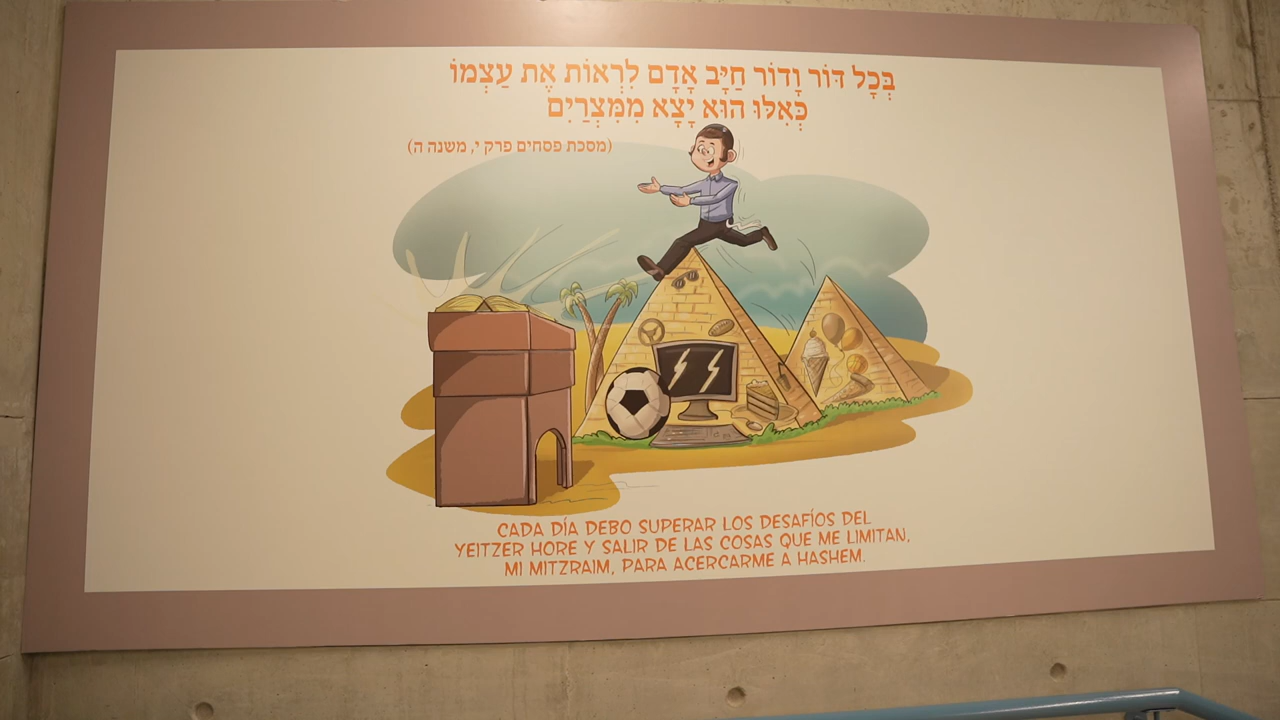 בְּכָל דּוֹר וָדוֹר חַיָּב אָדָם לִרְאוֹת אֶת עַצְמוֹ
כְּאִלּוּ הוּא יָצָא מִמִּצְרַיִם
(מסכת פסחים פרק י, משנה ה)
CADA DÍA DEBO SUPERAR LOS DESAFÍOS DEL
YEITZER HORE Y SALIR DE LAS COSAS QUE ME LIMITAN,
MI MITZRAIM, PARA ACERCARME A HASHEM.